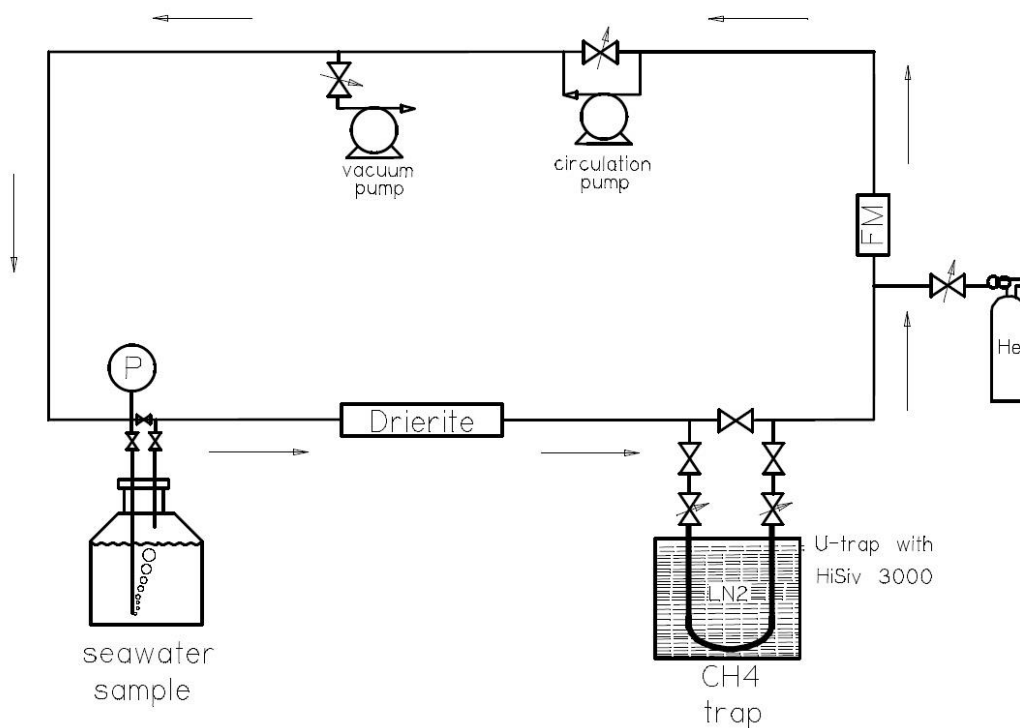 vacuum
pump
circulation
pump
FM
He
P
Drierite
U-trap with
HiSiv 3000
LN2
seawater
sample
CH4
trap